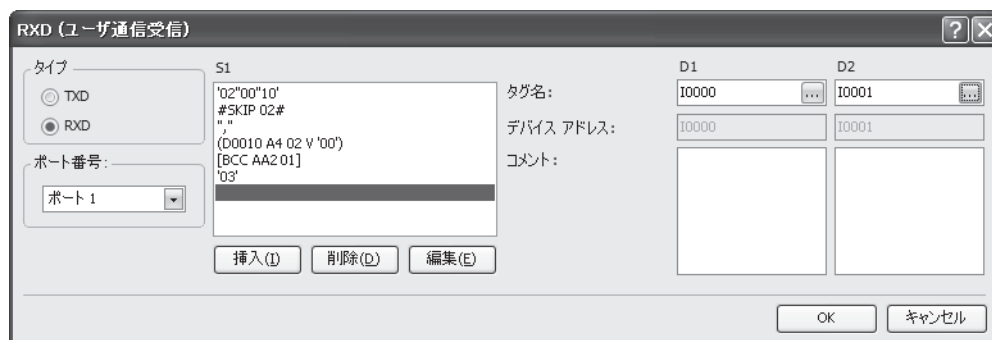 RXD (ユーザ通信受信)
タイプ
TXD
RXD
ポート番号:
ポート 1
S1
'02''00''10'
#SKIP 02#
","
(D0010 A4 02 V '00')
[BCC AA2 01]
'03'
挿入(I)
削除(D)
編集(E)
D1
D2
タグ名:
I0000
...
I0001
...
デバイス アドレス:
I0000
I0001
コメント:
OK
キャンセル